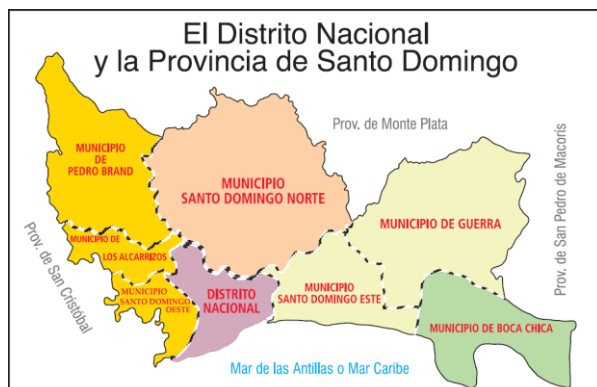 El Distrito Nacional
y la Provincia de Santo Domingo
Prov. de Monte Plata
Prov. de San Pedro de Macorís
MUNICIPIO
DE
PEDRO BRAND
MUNICIPIO
SANTO DOMINGO NORTE
MUNICIPIO DE GUERRA
MUNICIPIO DE
LOS ALCARRIZOS
Prov. de San Cristóbal
MUNICIPIO
SANTO DOMINGO
OESTE
DISTRITO
NACIONAL
MUNICIPIO
SANTO DOMINGO ESTE
MUNICIPIO DE BOCA CHICA
Mar de las Antillas o Mar Caribe